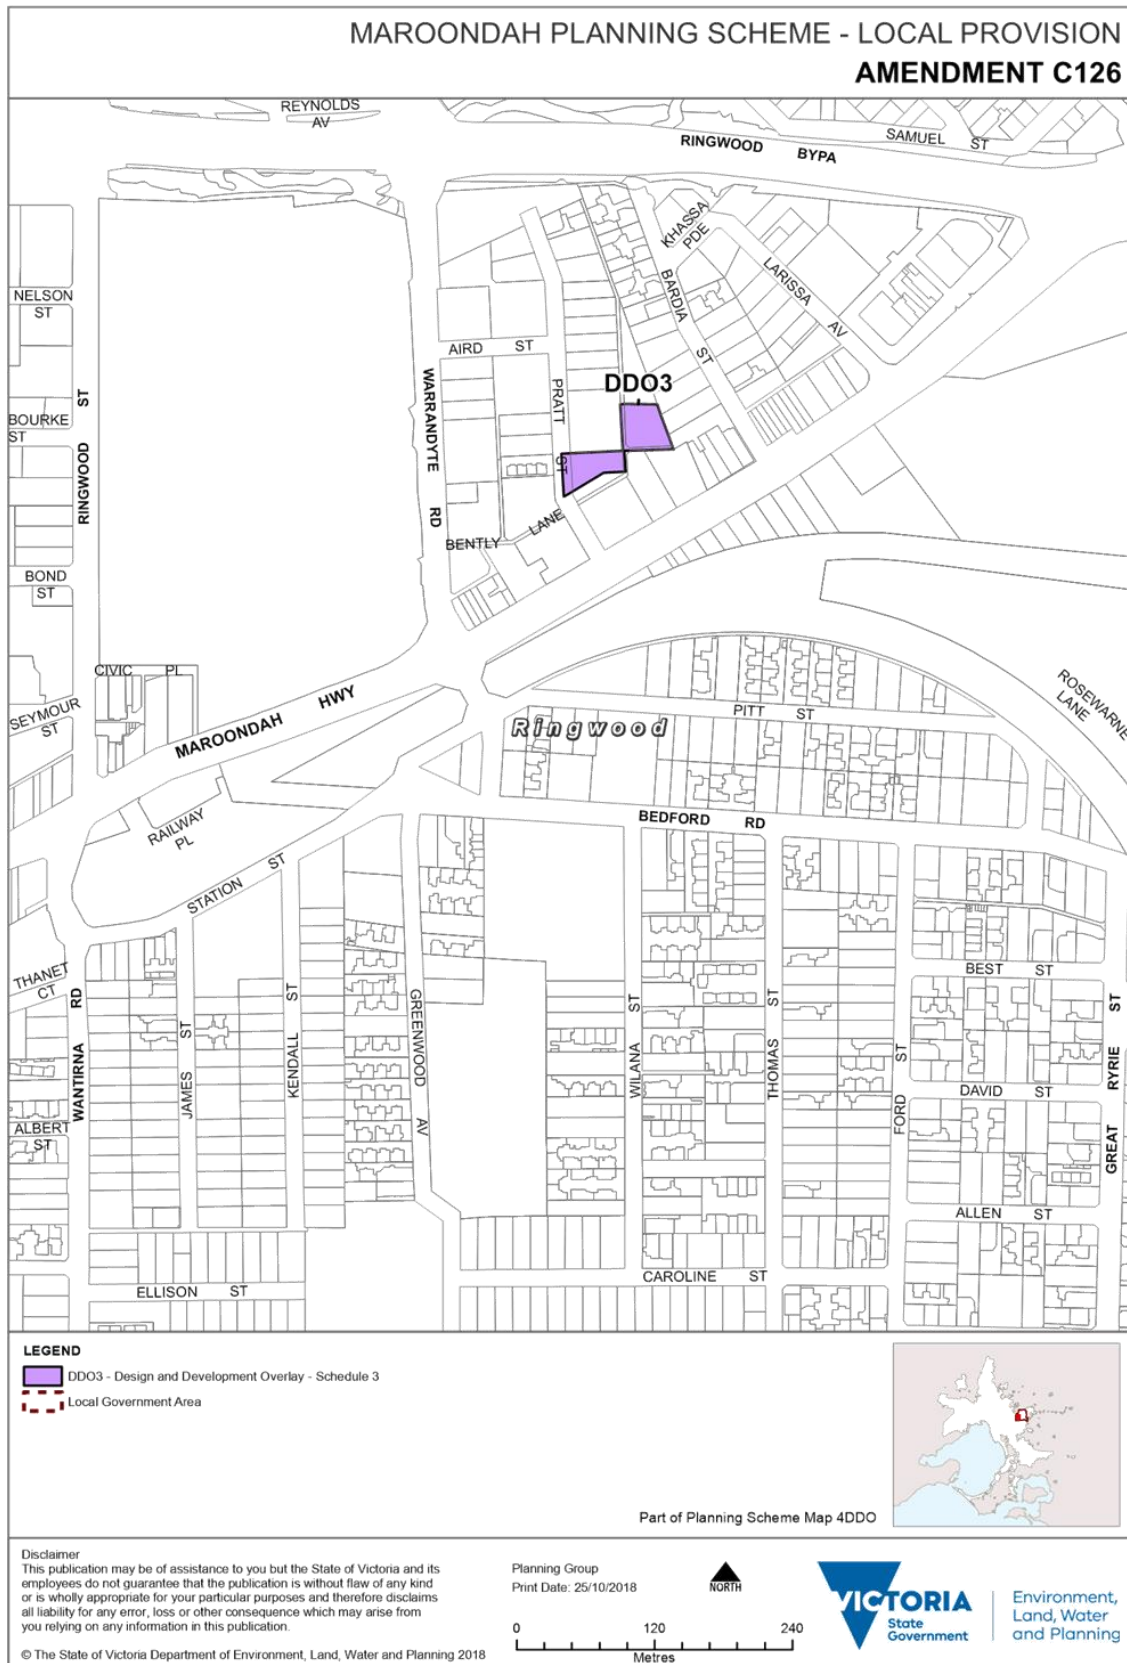 MAROONDAH PLANNING SCHEME - LOCAL PROVISION
AMENDMENT C126
REYNOLDS
AV
SAMUEL ST
RINGWOOD BYPA
KHASSA
PDE
NELSON
ST
BARDIA ST
LARISSA AV
AIRD ST
DDO3
WARRANDYTE RD
PRATT ST
BOURKE
ST
RINGWOOD ST
BENTLY LANE
BOND
ST
CIVIC PL
SEYMOUR
ST
MAROONDAH HWY
ROSEWARNE
LANE
PITT ST
Ringwood
RAILWAY
PL
BEDFORD RD
STATION ST
THANET
CT
BEST ST
WANTIRNA RD
JAMES ST
KENDALL ST
GREENWOOD AV
WILANA ST
THOMAS ST
FORD ST
GREAT RYRIE ST
DAVID ST
ALBERT
ST
ALLEN ST
CAROLINE ST
ELLISON ST
LEGEND
DDO3 - Design and Development Overlay - Schedule 3
Local Government Area
Part of Planning Scheme Map 4DDO
Disclaimer
This publication may be of assistance to you but the State of Victoria and its
employees do not guarantee that the publication is without flaw of any kind
or is wholly appropriate for your particular purposes and therefore disclaims
all liability for any error, loss or other consequence which may arise from
you relying on any information in this publication.
© The State of Victoria Department of Environment, Land, Water and Planning 2018
Planning Group
Print Date: 25/10/2018
NORTH
0 120 240
Metres
VICTORIA
State
Government
Environment,
Land, Water
and Planning